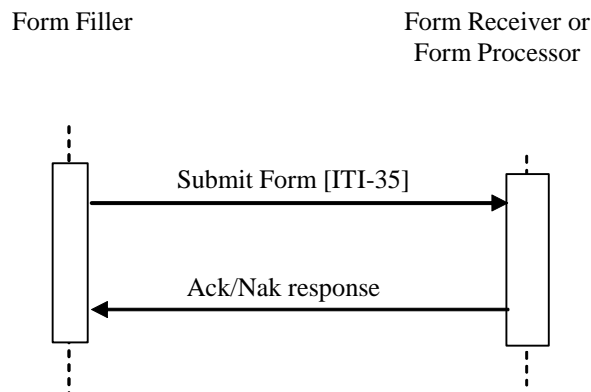 Form Filler
Form Receiver or
Form Processor
Submit Form [ITI-35]
Ack/Nak response